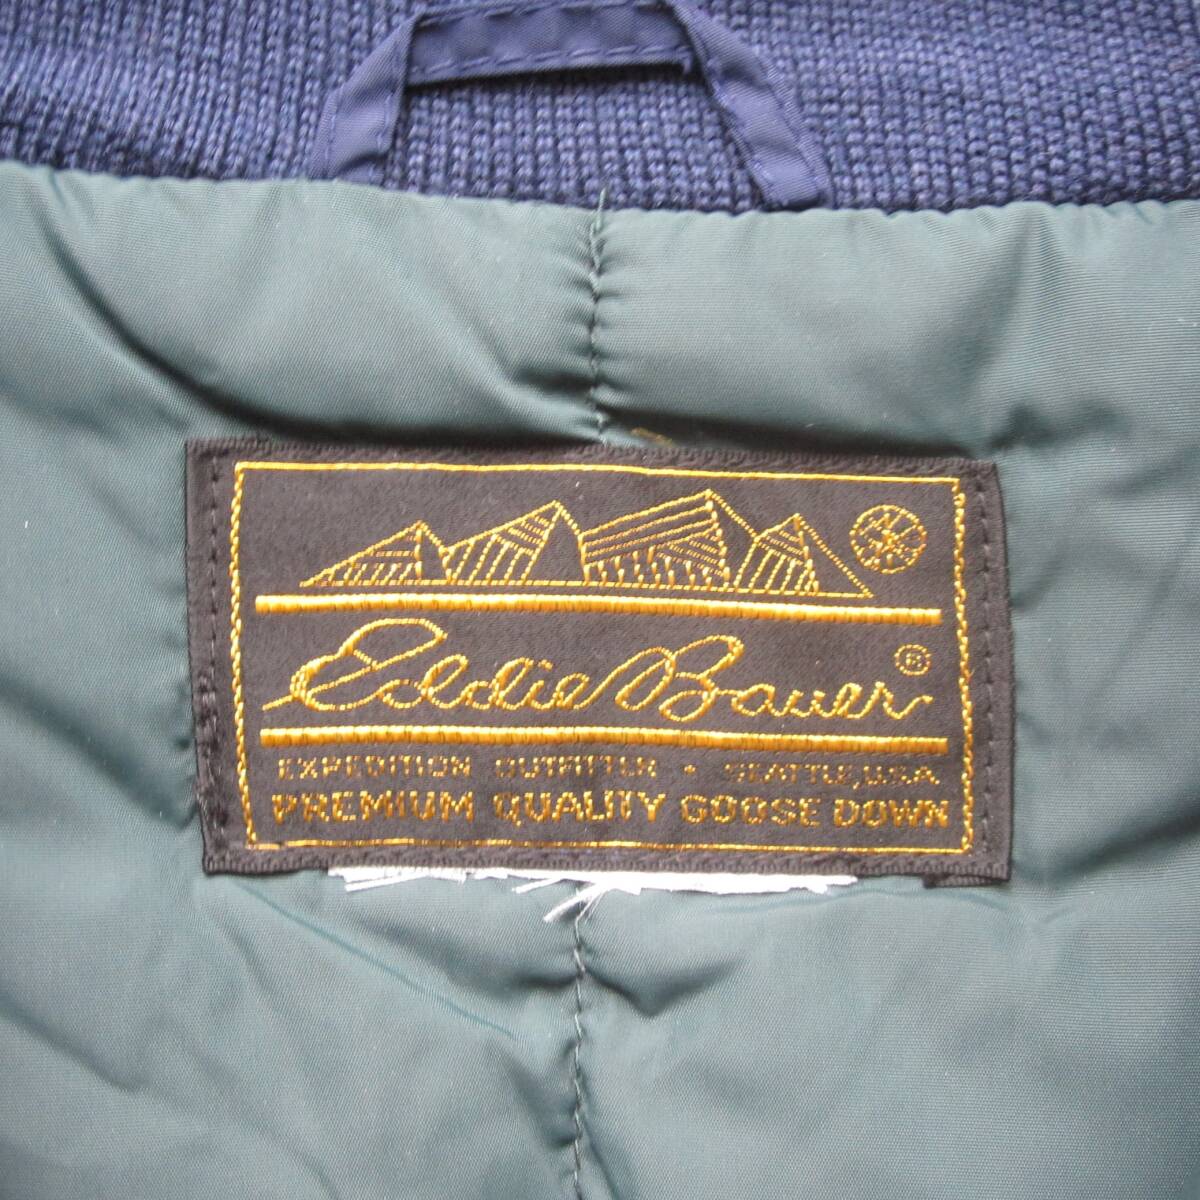 Eddie Bauer®
EXPEDITION OUTFITTER • SEATTLE, U.S.A.
PREMIUM QUALITY GOOSE DOWN